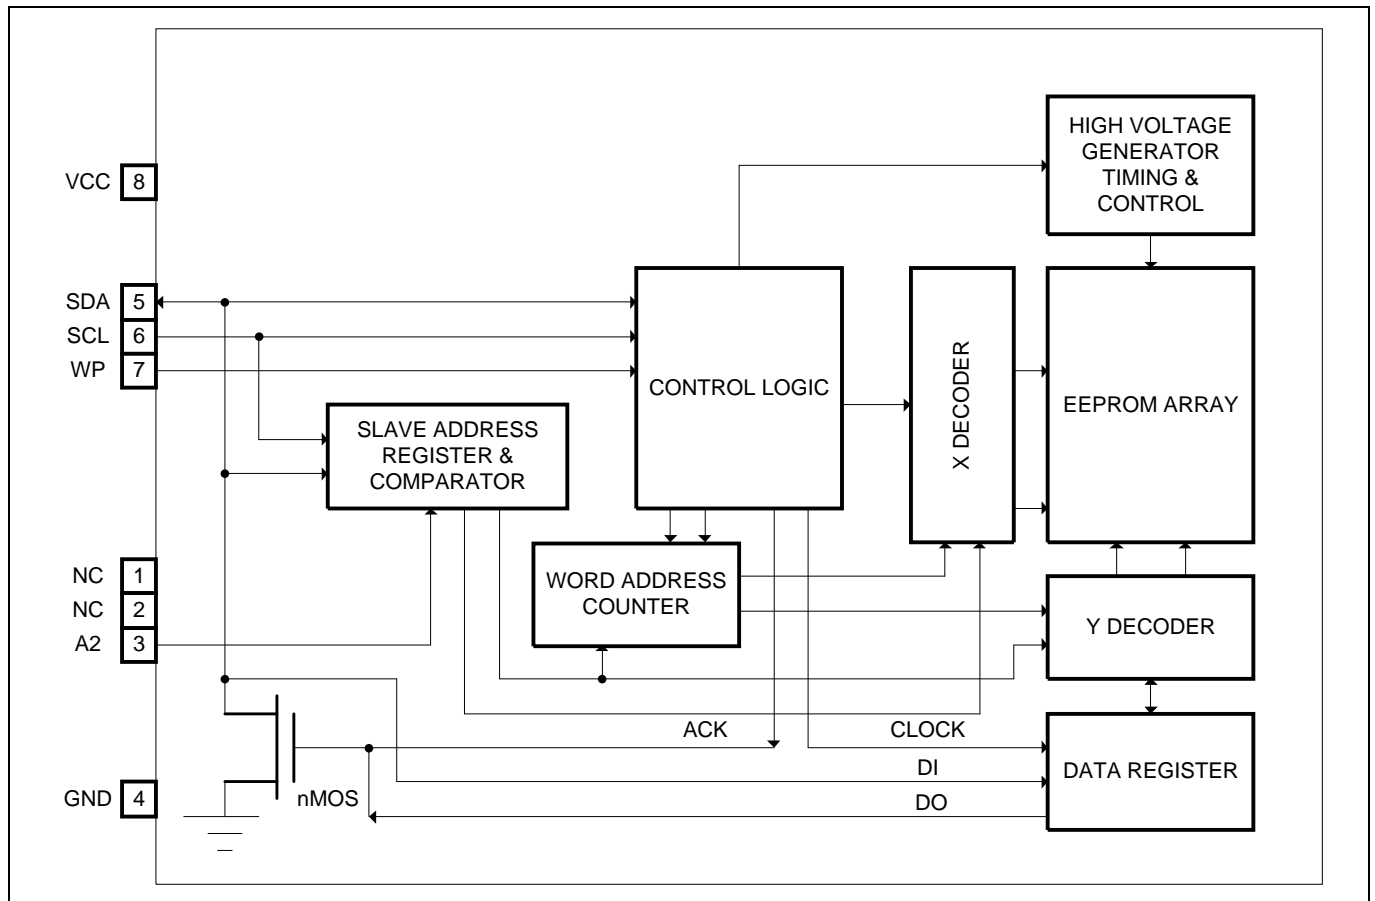 HIGH VOLTAGE
GENERATOR
TIMING &
CONTROL
VCC 8
SDA 5
SCL 6
WP 7
CONTROL LOGIC
X DECODER
EEPROM ARRAY
SLAVE ADDRESS
REGISTER &
COMPARATOR
NC 1
NC 2
A2 3
WORD ADDRESS
COUNTER
Y DECODER
ACK
CLOCK
DI
DO
DATA REGISTER
GND 4
nMOS